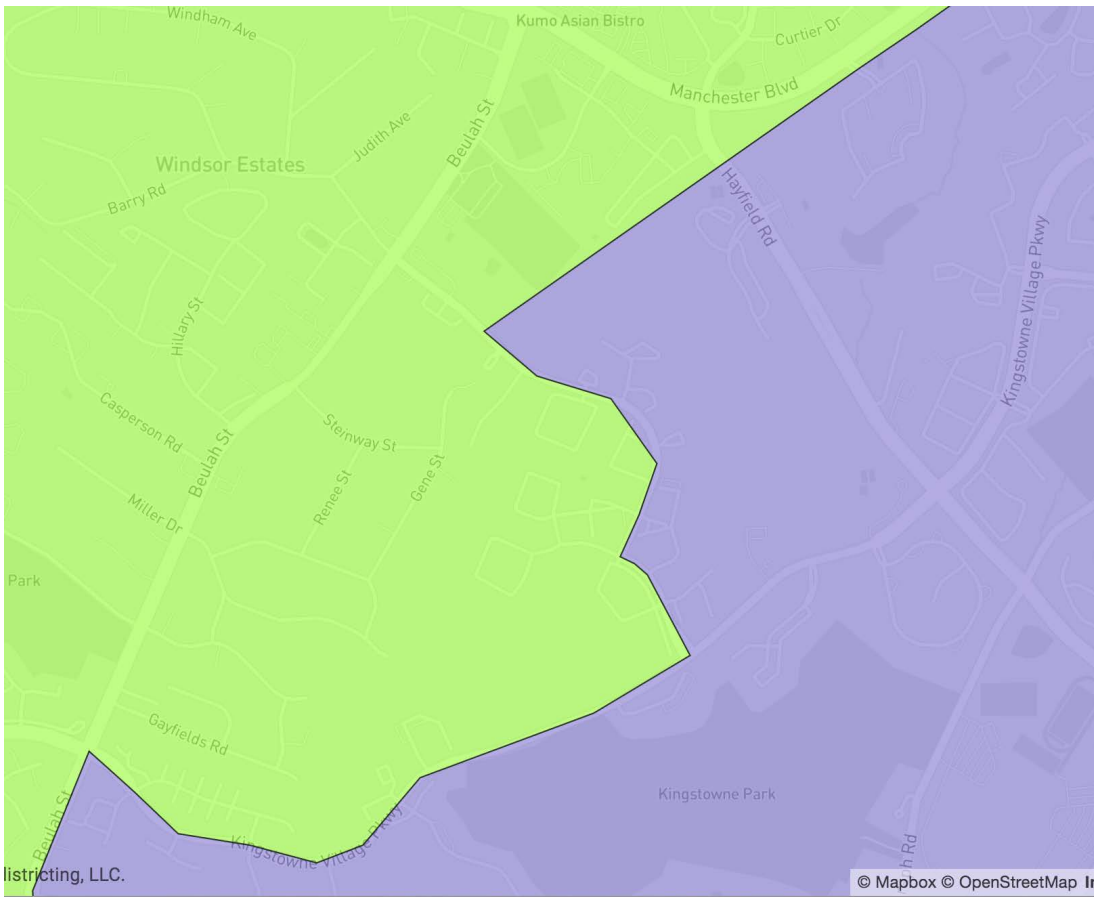 Windham Ave
Kumo Asian Bistro
Curtier Dr
Manchester Blvd
Judith Ave
Beulah St
Windsor Estates
Barry Rd
Hayfield Rd
Kingstowne Village Pkwy
Hillary St
Casperson Rd
Steinway St
Beulah St
Renee St
Gene St
Miller Dr
Park
Gayfields Rd
Kingstowne Park
Beulah St
Kingstowne Village Pkwy
Rd
districting, LLC.
© Mapbox © OpenStreetMap